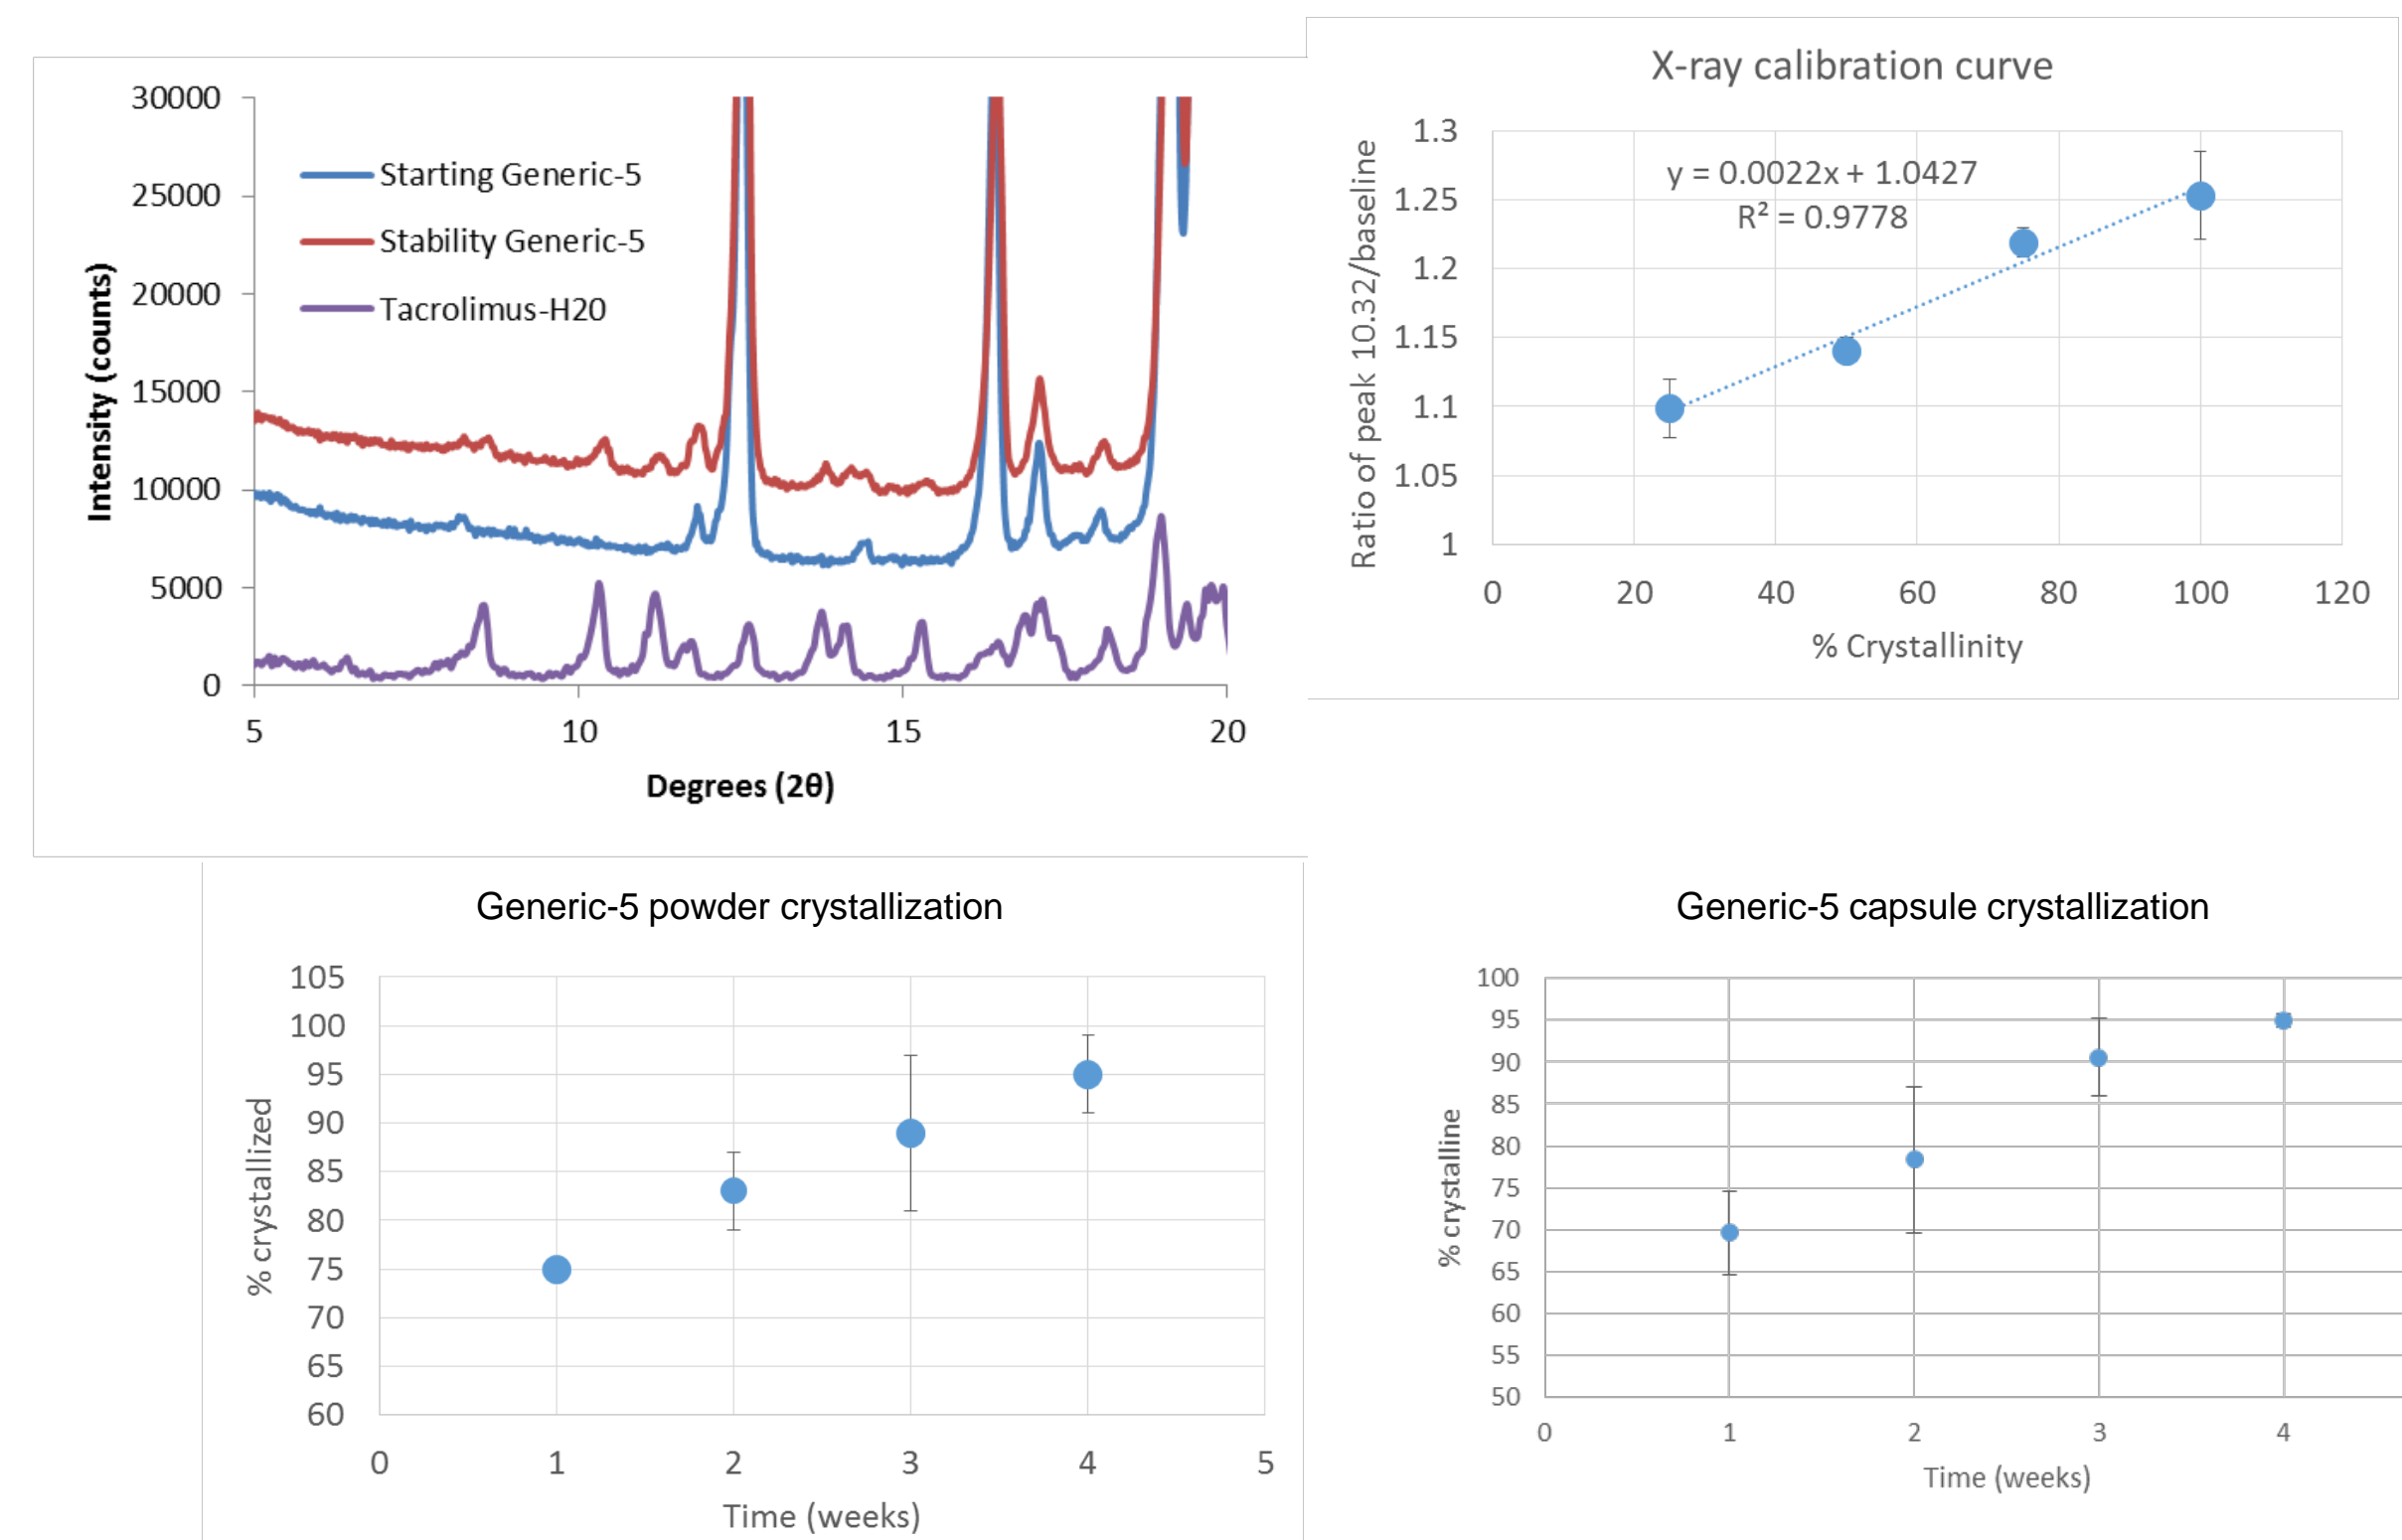 30000
25000
20000
15000
10000
5000
0
Intensity (counts)
Starting Generic-5
Stability Generic-5
Tacrolimus-H20
5 10 15 20
Degrees (2θ)
X-ray calibration curve
1.3
1.25
1.2
1.15
1.1
1.05
1
Ratio of peak 10.32/baseline
y = 0.0022x + 1.0427
R² = 0.9778
0 20 40 60 80 100 120
% Crystallinity
Generic-5 powder crystallization
105
100
95
90
85
80
75
70
65
60
% crystallized
0 1 2 3 4 5
Time (weeks)
Generic-5 capsule crystallization
100
95
90
85
80
75
70
65
60
55
50
% crystalline
0 1 2 3 4
Time (weeks)